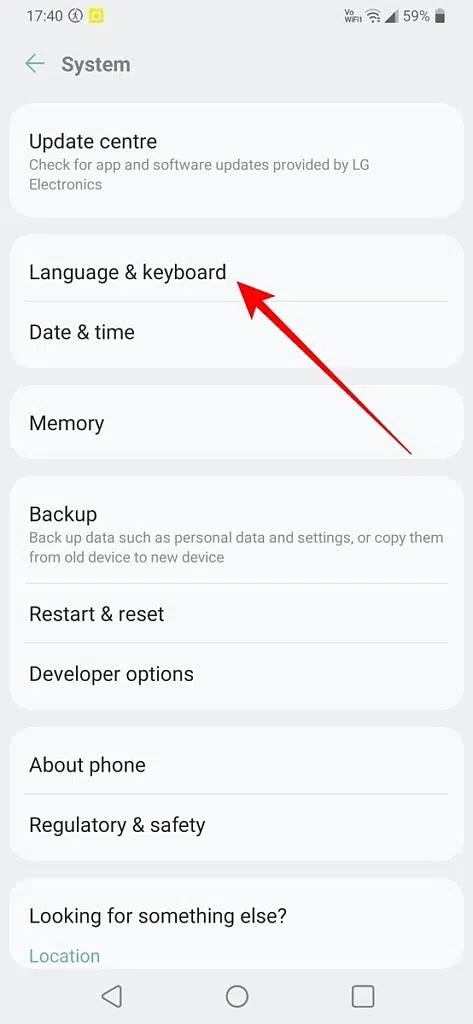 17:40 Vo WiFi1 59%
System
Update centre
Check for app and software updates provided by LG
Electronics
Language & keyboard
Date & time
Memory
Backup
Back up data such as personal data and settings, or copy them
from old device to new device
Restart & reset
Developer options
About phone
Regulatory & safety
Looking for something else?
Location